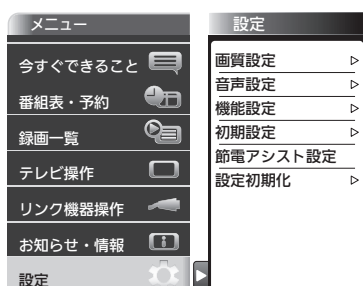 メニュー
今すぐできること
番組表・予約
録画一覧
テレビ操作
リンク機器操作
お知らせ・情報
設定
設定
画質設定
音声設定
機能設定
初期設定
節電アシスト設定
設定初期化